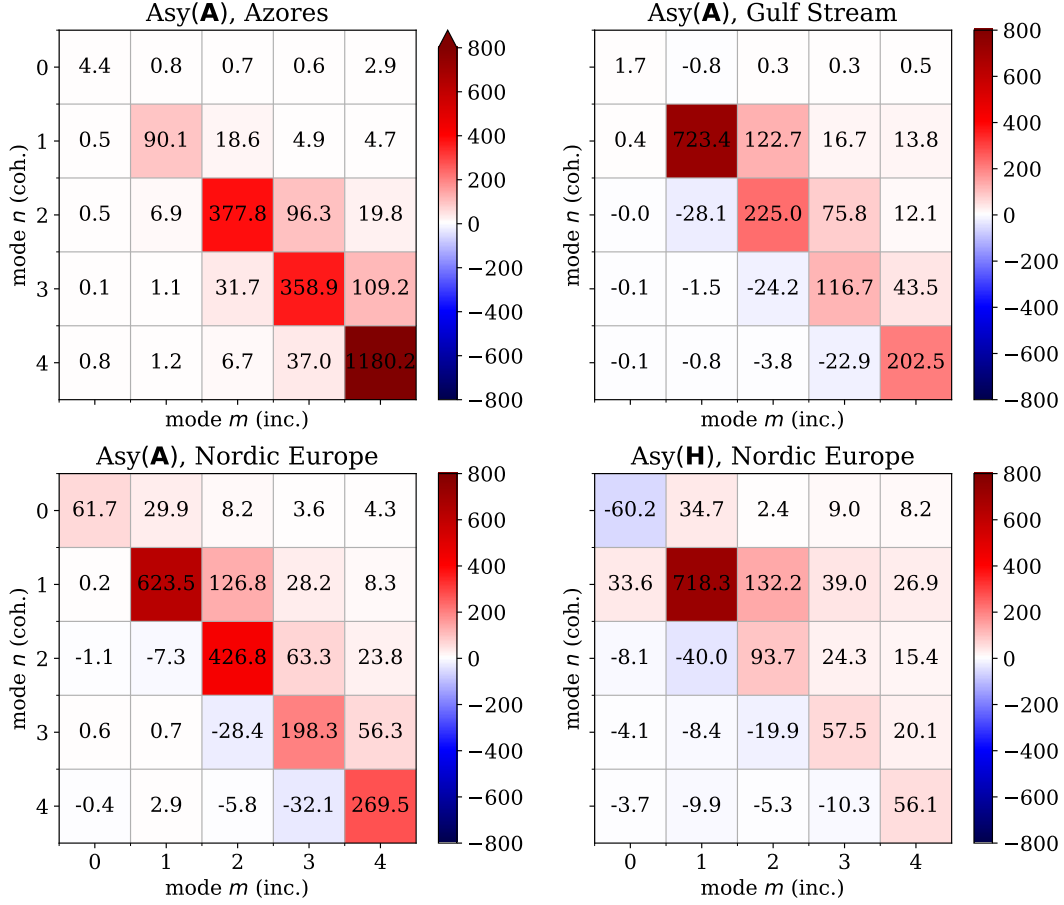 Asy(A), Azores
0 4.4 0.8 0.7 0.6 2.9
1 0.5 90.1 18.6 4.9 4.7
2 0.5 6.9 377.8 96.3 19.8
3 0.1 1.1 31.7 358.9 109.2
4 0.8 1.2 6.7 37.0 1180.2
mode n (coh.)
mode m (inc.)
800
600
400
200
0
−200
−400
−600
−800
Asy(A), Gulf Stream
1.7 -0.8 0.3 0.3 0.5
0.4 723.4 122.7 16.7 13.8
-0.0 -28.1 225.0 75.8 12.1
-0.1 -1.5 -24.2 116.7 43.5
-0.1 -0.8 -3.8 -22.9 202.5
mode n (coh.)
mode m (inc.)
800
600
400
200
0
−200
−400
−600
−800
Asy(A), Nordic Europe
0 61.7 29.9 8.2 3.6 4.3
1 0.2 623.5 126.8 28.2 8.3
2 -1.1 -7.3 426.8 63.3 23.8
3 0.6 0.7 -28.4 198.3 56.3
4 -0.4 2.9 -5.8 -32.1 269.5
0 1 2 3 4
mode n (coh.)
mode m (inc.)
800
600
400
200
0
−200
−400
−600
−800
Asy(H), Nordic Europe
-60.2 34.7 2.4 9.0 8.2
33.6 718.3 132.2 39.0 26.9
-8.1 -40.0 93.7 24.3 15.4
-4.1 -8.4 -19.9 57.5 20.1
-3.7 -9.9 -5.3 -10.3 56.1
0 1 2 3 4
mode n (coh.)
mode m (inc.)
800
600
400
200
0
−200
−400
−600
−800